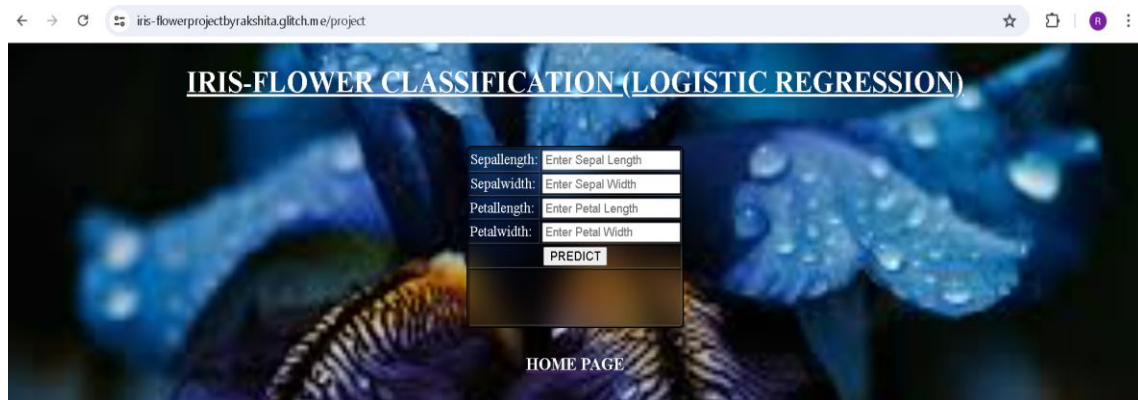 iris-flowerprojectbyrakshita.glitch.me/project
R
IRIS-FLOWER CLASSIFICATION (LOGISTIC REGRESSION)
Sepallength: Enter Sepal Length
Sepalwidth: Enter Sepal Width
Petallength: Enter Petal Length
Petalwidth: Enter Petal Width
PREDICT
HOME PAGE